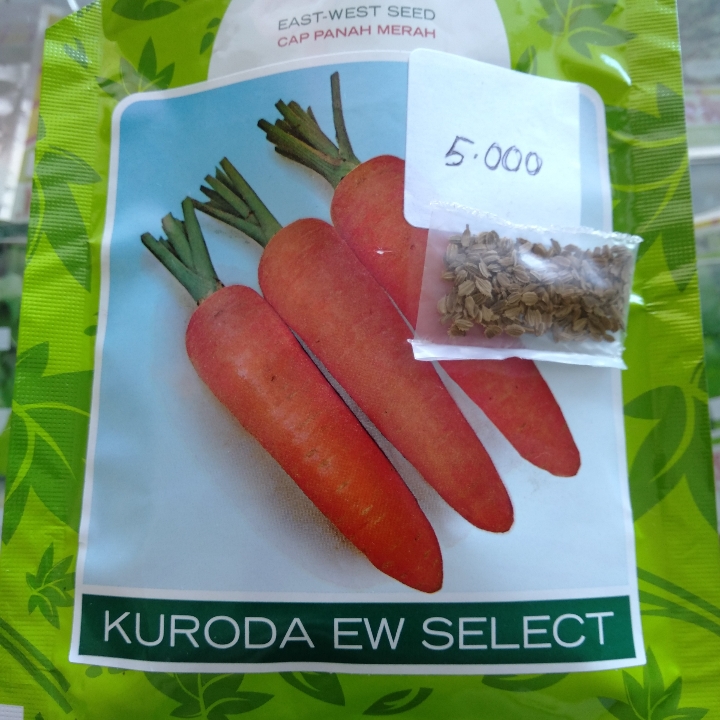 EAST-WEST SEED
CAP PANAH MERAH
5.000
KURODA EW SELECT